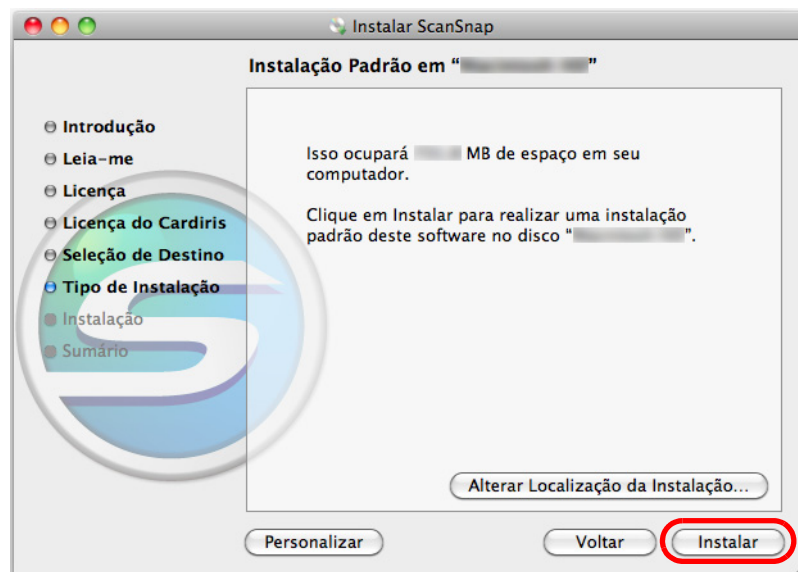 Instalar ScanSnap
Instalação Padrão em “ ”
Introdução
Leia-me
Licença
Licença do Cardiris
Seleção de Destino
Tipo de Instalação
Instalação
Sumário
Isso ocupará MB de espaço em seu
computador.
Clique em Instalar para realizar uma instalação
padrão deste software no disco “ ”.
Alterar Localização da Instalação...
Personalizar
Voltar
Instalar